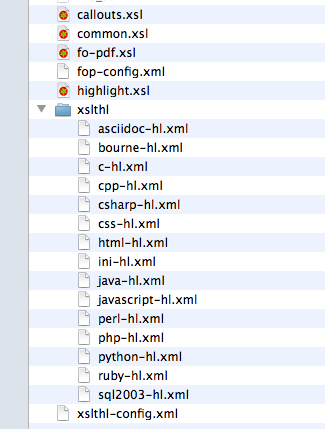 callouts.xsl
common.xsl
fo-pdf.xsl
fop-config.xml
highlight.xsl
xslthl
asciidoc-hl.xml
bourne-hl.xml
c-hl.xml
cpp-hl.xml
csharp-hl.xml
css-hl.xml
html-hl.xml
ini-hl.xml
java-hl.xml
javascript-hl.xml
perl-hl.xml
php-hl.xml
python-hl.xml
ruby-hl.xml
sql2003-hl.xml
xslthl-config.xml